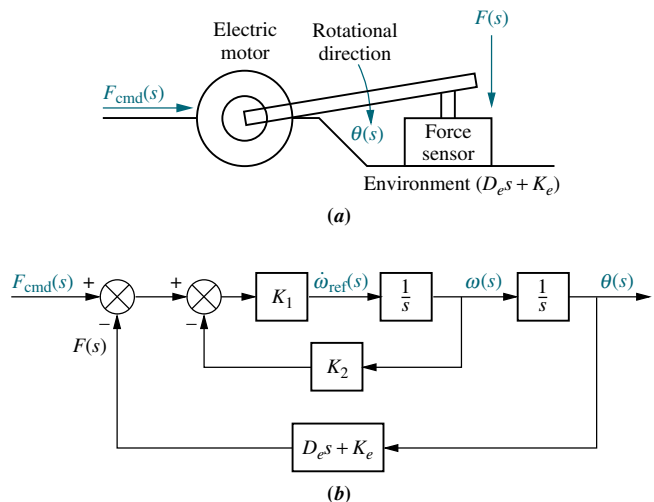 Electric motor
Rotational direction
F(s)
F_cmd(s)
θ(s)
Force sensor
Environment (D_e s + K_e)
(a)
F_cmd(s)
+
−
F(s)
+
−
K_1
ω̇_ref(s)
1/s
ω(s)
1/s
θ(s)
K_2
D_e s + K_e
(b)